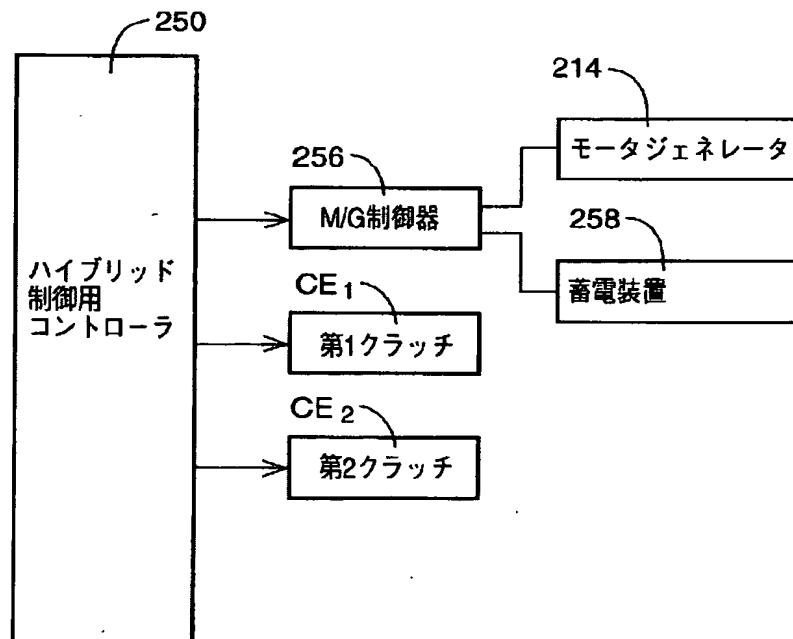 250
214
モータジェネレータ
256
M/G制御器
258
蓄電装置
ハイブリッド
制御用
コントローラ
CE1
第1クラッチ
CE2
第2クラッチ